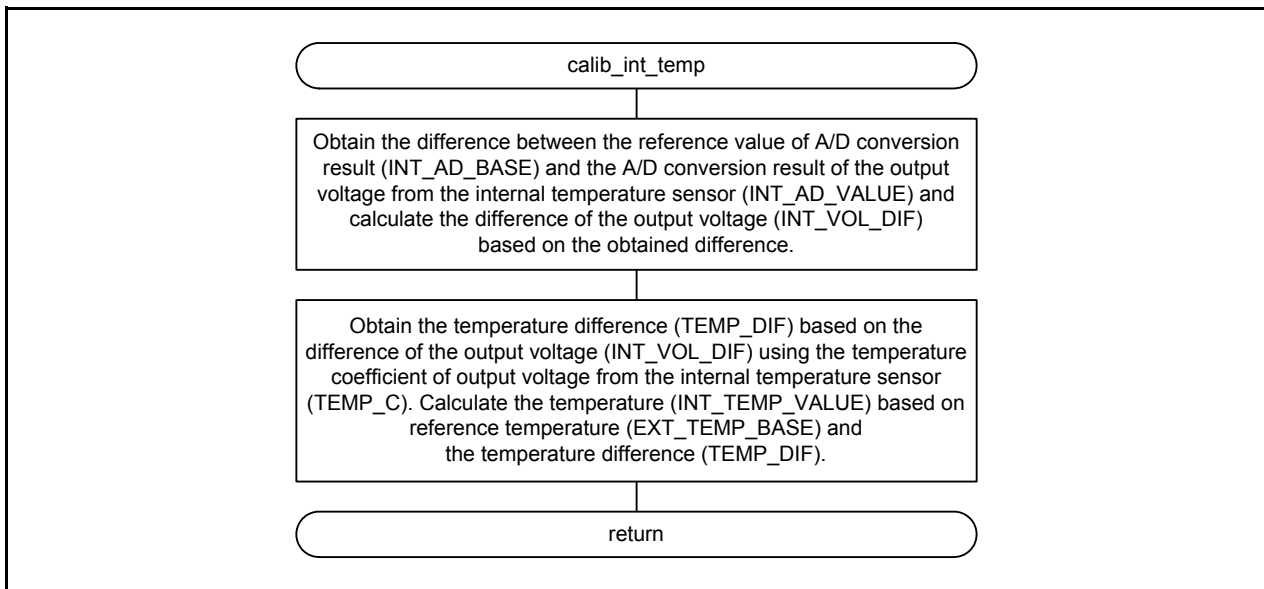 calib_int_temp
Obtain the difference between the reference value of A/D conversion
result (INT_AD_BASE) and the A/D conversion result of the output
voltage from the internal temperature sensor (INT_AD_VALUE) and
calculate the difference of the output voltage (INT_VOL_DIF)
based on the obtained difference.
Obtain the temperature difference (TEMP_DIF) based on the
difference of the output voltage (INT_VOL_DIF) using the temperature
coefficient of output voltage from the internal temperature sensor
(TEMP_C). Calculate the temperature (INT_TEMP_VALUE) based on
reference temperature (EXT_TEMP_BASE) and
the temperature difference (TEMP_DIF).
return